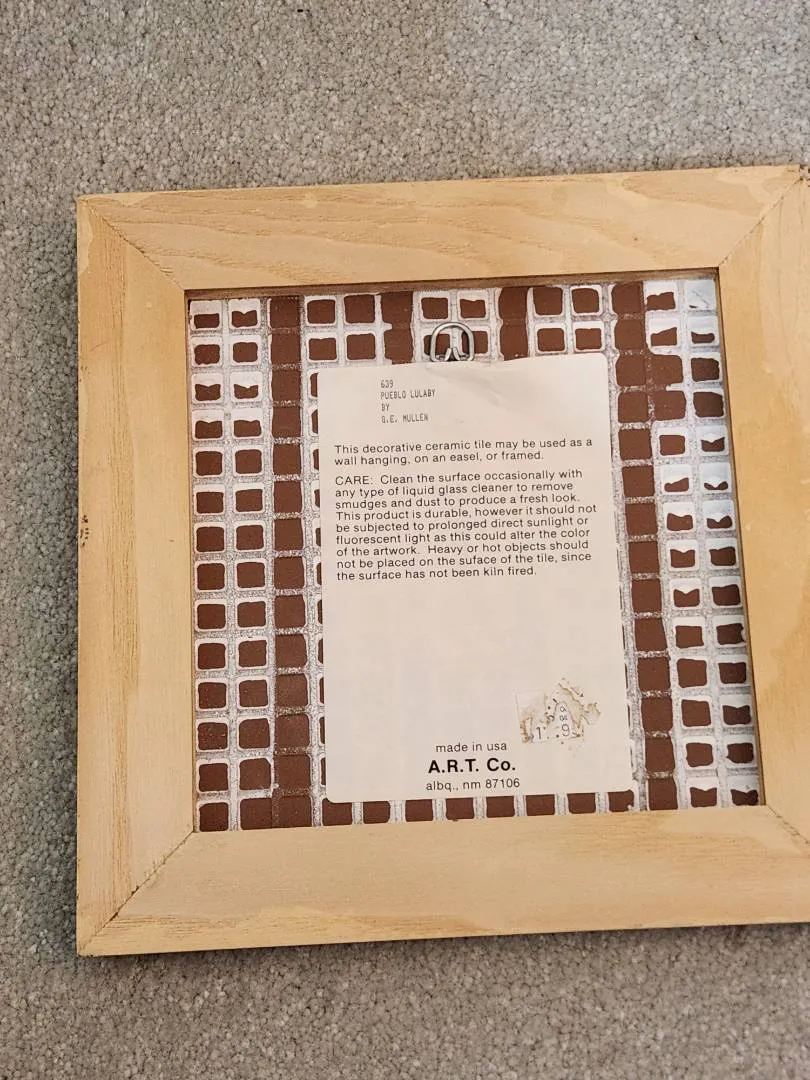 639
PUEBLO LULABY
BY
G.E. MULLEN
This decorative ceramic tile may be used as a
wall hanging, on an easel, or framed.
CARE: Clean the surface occasionally with
any type of liquid glass cleaner to remove
smudges and dust to produce a fresh look.
This product is durable, however it should not
be subjected to prolonged direct sunlight or
fluorescent light as this could alter the color
of the artwork. Heavy or hot objects should
not be placed on the suface of the tile, since
the surface has not been kiln fired.
made in usa
A.R.T. Co.
albq., nm 87106